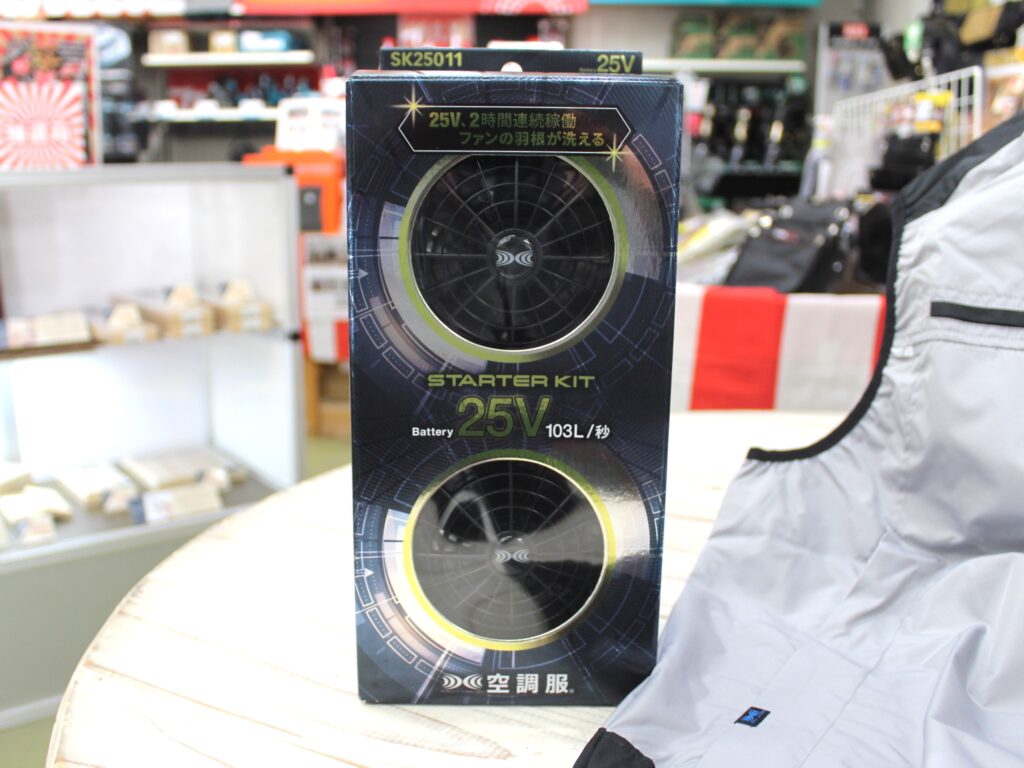 SK25011
25V
25V、2時間連続稼働
ファンの羽根が洗える
STARTER KIT
Battery 25V 103L/秒
空調服®